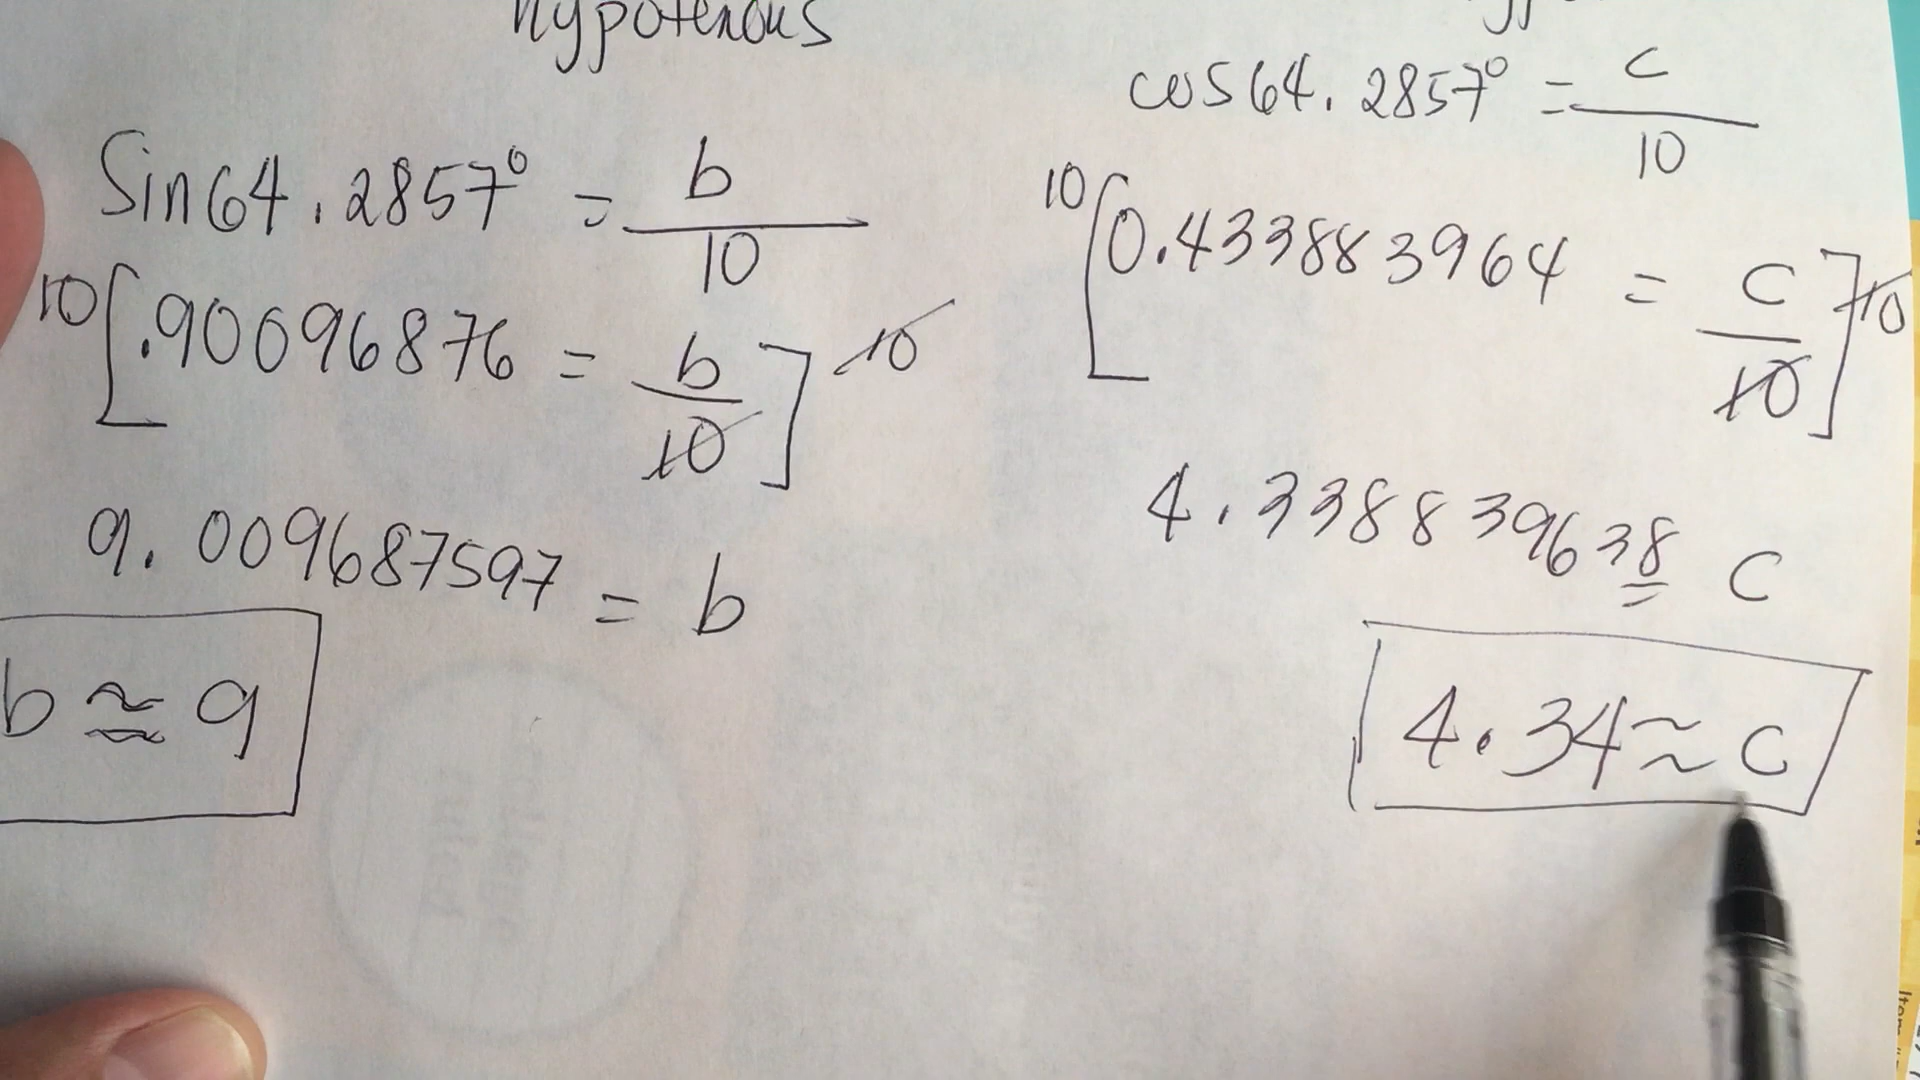 hypotenous
Sin64.2857° = b/10
10[.90096876 = b/10]10
9.009687597 = b
b ≈ 9
cos64.2857° = c/10
10[0.433883964 = c/10]10
4.338839638 = c
4.34 ≈ c